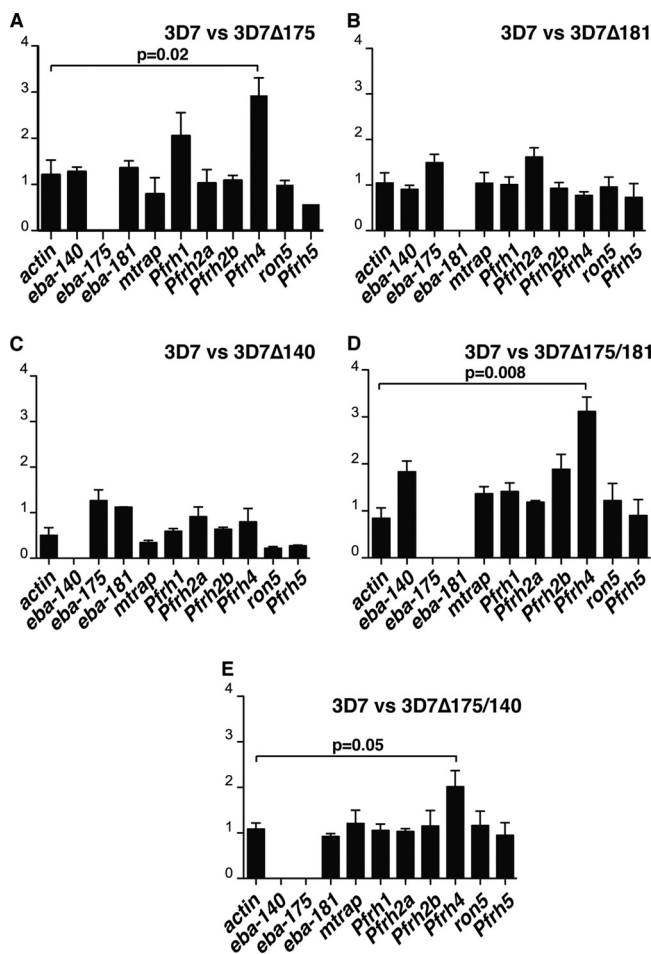 A
3D7 vs 3D7Δ175
p=0.02
4
3
2
1
0
actin
eba-140
eba-175
eba-181
mtrap
Pfrh1
Pfrh2a
Pfrh2b
Pfrh4
ron5
Pfrh5
B
3D7 vs 3D7Δ181
4
3
2
1
0
actin
eba-140
eba-175
eba-181
mtrap
Pfrh1
Pfrh2a
Pfrh2b
Pfrh4
ron5
Pfrh5
C
3D7 vs 3D7Δ140
4
3
2
1
0
actin
eba-140
eba-175
eba-181
mtrap
Pfrh1
Pfrh2a
Pfrh2b
Pfrh4
ron5
Pfrh5
D
3D7 vs 3D7Δ175/181
p=0.008
4
3
2
1
0
actin
eba-140
eba-175
eba-181
mtrap
Pfrh1
Pfrh2a
Pfrh2b
Pfrh4
ron5
Pfrh5
E
3D7 vs 3D7Δ175/140
p=0.05
4
3
2
1
0
actin
eba-140
eba-175
eba-181
mtrap
Pfrh1
Pfrh2a
Pfrh2b
Pfrh4
ron5
Pfrh5